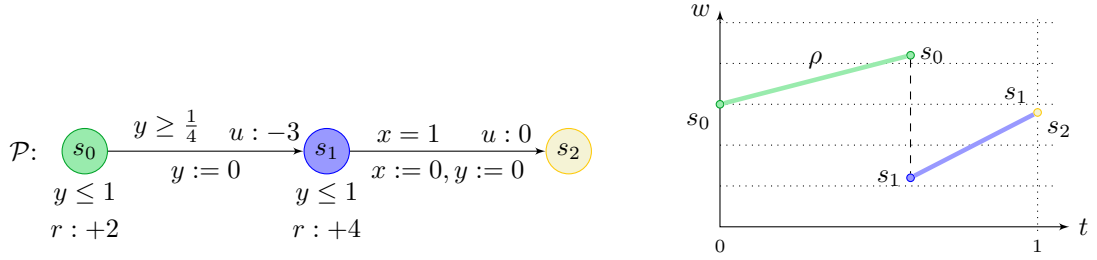 𝒫:
s₀
y ≥ 1/4
u : −3
y := 0
y ≤ 1
r : +2
s₁
x = 1
u : 0
x := 0, y := 0
y ≤ 1
r : +4
s₂
w
s₀
ρ
s₀
s₁
s₁
s₂
0
1
t